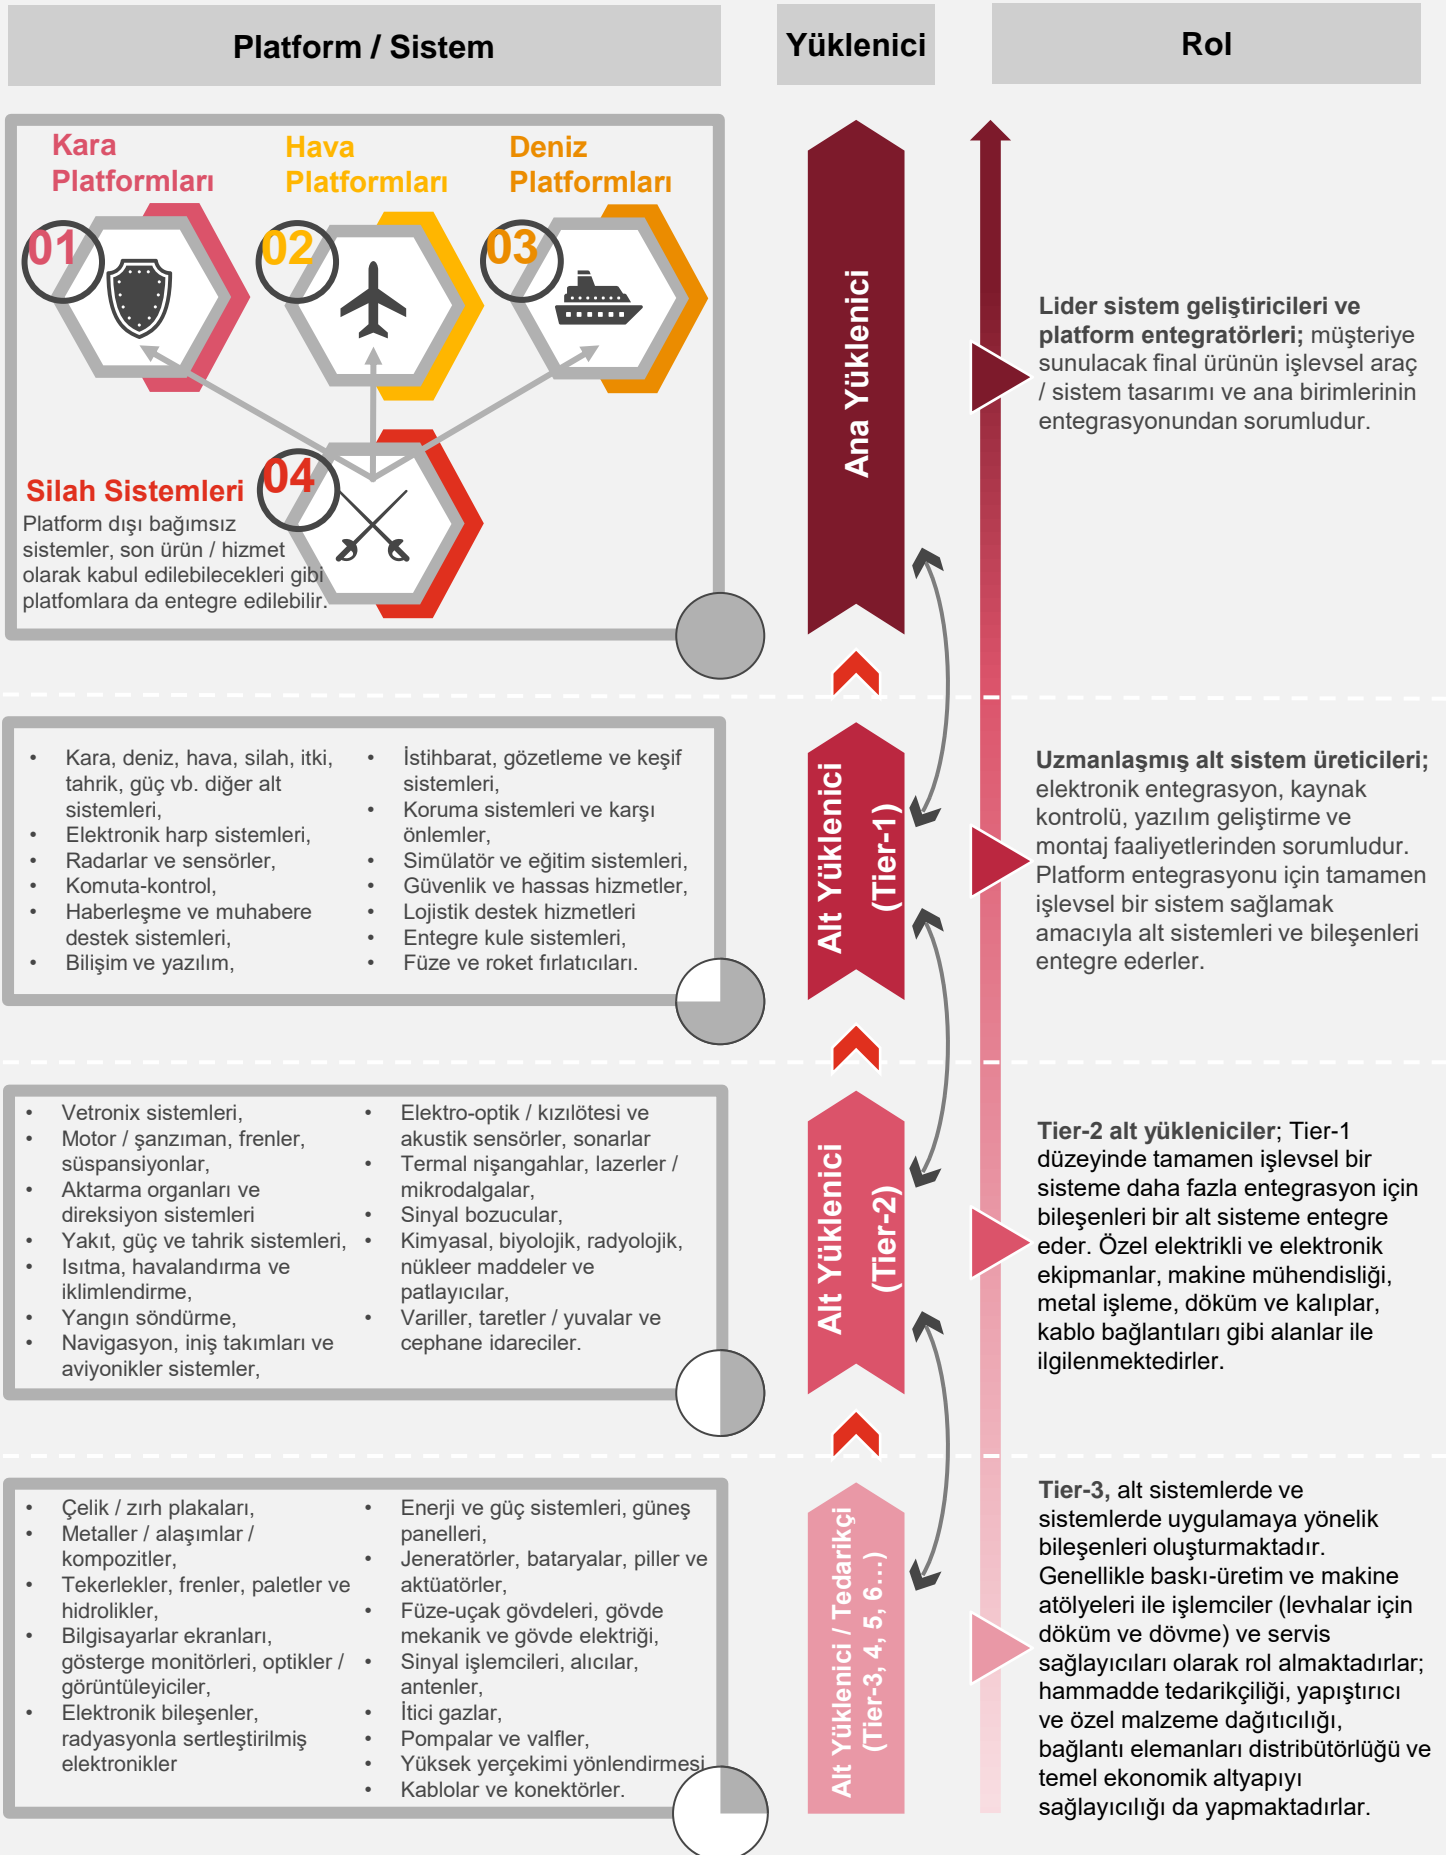 Platform / Sistem
Yüklenici
Rol
Kara
Platformları
Hava
Platformları
Deniz
Platformları
01
02
03
04
Silah Sistemleri
Platform dışı bağımsız
sistemler, son ürün / hizmet
olarak kabul edilebilecekleri gibi
platfomlara da entegre edilebilir.
Ana Yüklenici
Lider sistem geliştiricileri ve
platform entegratörleri; müşteriye
sunulacak final ürünün işlevsel araç
/ sistem tasarımı ve ana birimlerinin
entegrasyonundan sorumludur.
• Kara, deniz, hava, silah, itki,
tahrik, güç vb. diğer alt
sistemleri,
• Elektronik harp sistemleri,
• Radarlar ve sensörler,
• Komuta-kontrol,
• Haberleşme ve muhabere
destek sistemleri,
• Bilişim ve yazılım,
• İstihbarat, gözetleme ve keşif
sistemleri,
• Koruma sistemleri ve karşı
önlemler,
• Simülatör ve eğitim sistemleri,
• Güvenlik ve hassas hizmetler,
• Lojistik destek hizmetleri
• Entegre kule sistemleri,
• Füze ve roket fırlatıcıları.
Alt Yüklenici
(Tier-1)
Uzmanlaşmış alt sistem üreticileri;
elektronik entegrasyon, kaynak
kontrolü, yazılım geliştirme ve
montaj faaliyetlerinden sorumludur.
Platform entegrasyonu için tamamen
işlevsel bir sistem sağlamak
amacıyla alt sistemleri ve bileşenleri
entegre ederler.
• Vetronix sistemleri,
• Motor / şanzıman, frenler,
süspansiyonlar,
• Aktarma organları ve
direksiyon sistemleri
• Yakıt, güç ve tahrik sistemleri,
• Isıtma, havalandırma ve
iklimlendirme,
• Yangın söndürme,
• Navigasyon, iniş takımları ve
aviyonikler sistemler,
• Elektro-optik / kızılötesi ve
akustik sensörler, sonarlar
• Termal nişangahlar, lazerler /
mikrodalgalar,
• Sinyal bozucular,
• Kimyasal, biyolojik, radyolojik,
nükleer maddeler ve
patlayıcılar,
• Variller, taretler / yuvalar ve
cephane idareciler.
Alt Yüklenici
(Tier-2)
Tier-2 alt yükleniciler; Tier-1
düzeyinde tamamen işlevsel bir
sisteme daha fazla entegrasyon için
bileşenleri bir alt sisteme entegre
eder. Özel elektrikli ve elektronik
ekipmanlar, makine mühendisliği,
metal işleme, döküm ve kalıplar,
kablo bağlantıları gibi alanlar ile
ilgilenmektedirler.
• Çelik / zırh plakaları,
• Metaller / alaşımlar /
kompozitler,
• Tekerlekler, frenler, paletler ve
hidrolikler,
• Bilgisayarlar ekranları,
gösterge monitörleri, optikler /
görüntüleyiciler,
• Elektronik bileşenler,
radyasyonla sertleştirilmiş
elektronikler
• Enerji ve güç sistemleri, güneş
panelleri,
• Jeneratörler, bataryalar, piller ve
aktüatörler,
• Füze-uçak gövdeleri, gövde
mekanik ve gövde elektriği,
• Sinyal işlemcileri, alıcılar,
antenler,
• İtici gazlar,
• Pompalar ve valfler,
• Yüksek yerçekimi yönlendirmesi
• Kablolar ve konektörler.
Alt Yüklenici / Tedarikçi
(Tier-3, 4, 5, 6…)
Tier-3, alt sistemlerde ve
sistemlerde uygulamaya yönelik
bileşenleri oluşturmaktadır.
Genellikle baskı-üretim ve makine
atölyeleri ile işlemciler (levhalar için
döküm ve dövme) ve servis
sağlayıcıları olarak rol almaktadırlar;
hammadde tedarikçiliği, yapıştırıcı
ve özel malzeme dağıtıcılığı,
bağlantı elemanları distribütörlüğü ve
temel ekonomik altyapıyı
sağlayıcılığı da yapmaktadırlar.